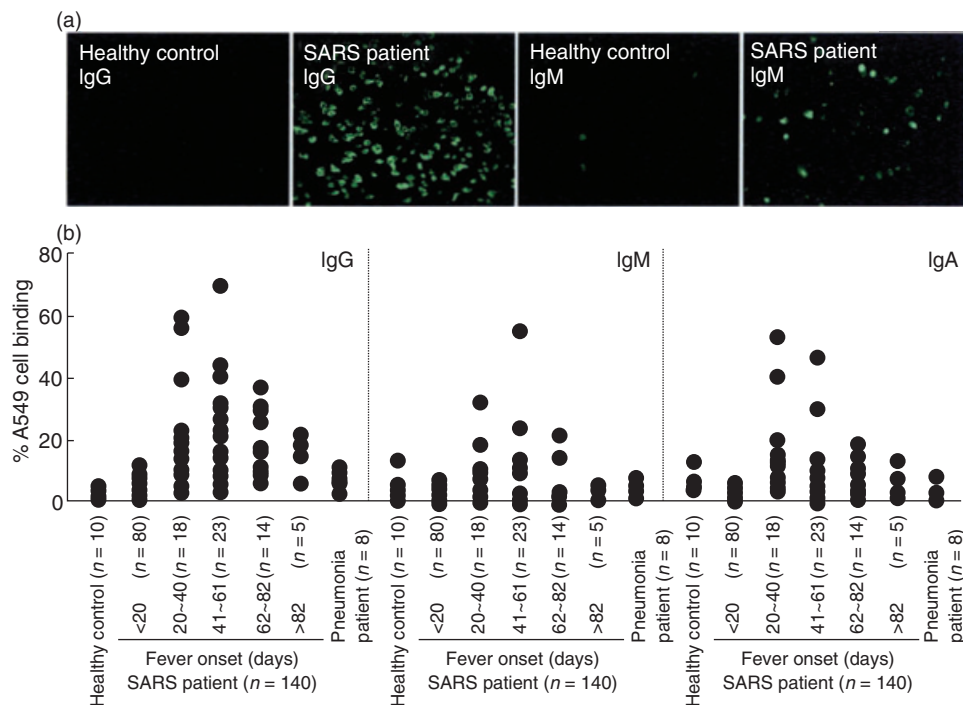 (a)
Healthy control
IgG
SARS patient
IgG
Healthy control
IgM
SARS patient
IgM
(b)
% A549 cell binding
80
60
40
20
0
IgG
IgM
IgA
Healthy control (n = 10)
<20 (n = 80)
20~40 (n = 18)
41~61 (n = 23)
62~82 (n = 14)
>82 (n = 5)
Pneumonia
patient (n = 8)
Fever onset (days)
SARS patient (n = 140)
Healthy control (n = 10)
<20 (n = 80)
20~40 (n = 18)
41~61 (n = 23)
62~82 (n = 14)
>82 (n = 5)
Pneumonia
patient (n = 8)
Fever onset (days)
SARS patient (n = 140)
Healthy control (n = 10)
<20 (n = 80)
20~40 (n = 18)
41~61 (n = 23)
62~82 (n = 14)
>82 (n = 5)
Pneumonia
patient (n = 8)
Fever onset (days)
SARS patient (n = 140)